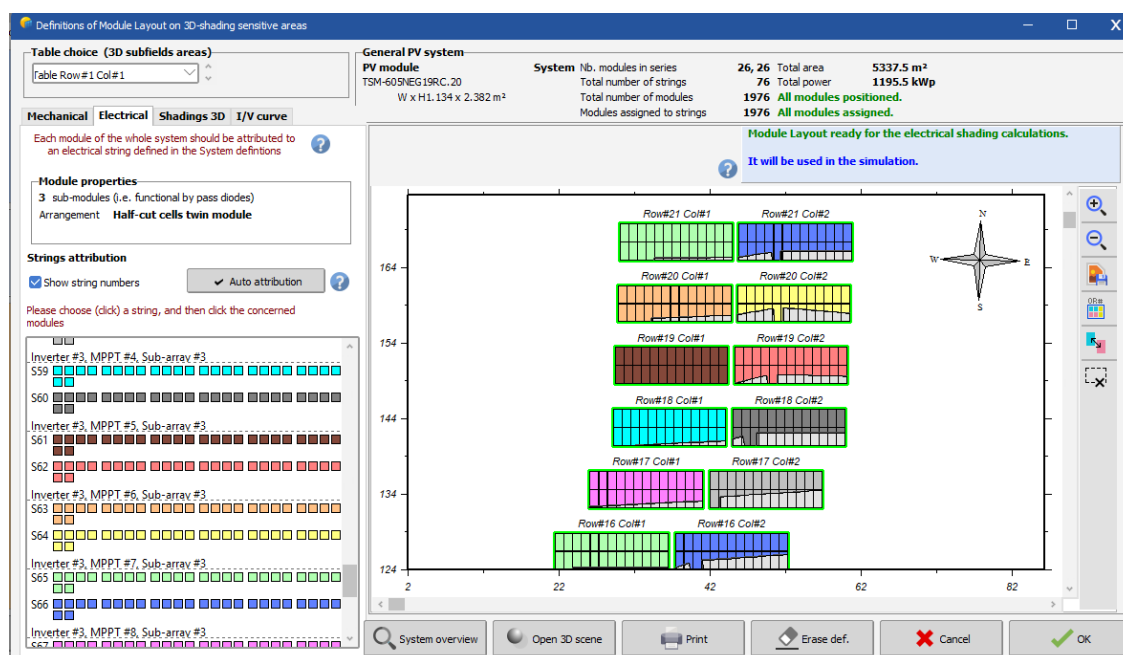 Definitions of Module Layout on 3D-shading sensitive areas
Table choice (3D subfields areas)
Table Row#1 Col#1
General PV system
PV module
TSM-605NEG19RC.20
W x H1.134 x 2.382 m²
System Nb. modules in series 26, 26 Total area 5337.5 m²
Total number of strings 76 Total power 1195.5 kWp
Total number of modules 1976 All modules positioned.
Modules assigned to strings 1976 All modules assigned.
Mechanical Electrical Shadings 3D I/V curve
Each module of the whole system should be attributed to
an electrical string defined in the System defintions
?
Module properties
3 sub-modules (i.e. functional by pass diodes)
Arrangement Half-cut cells twin module
Strings attribution
Show string numbers
Auto attribution
?
Please choose (click) a string, and then click the concerned
modules
Inverter #3, MPPT #4, Sub-array #3
S59
S60
Inverter #3, MPPT #5, Sub-array #3
S61
S62
Inverter #3, MPPT #6, Sub-array #3
S63
S64
Inverter #3, MPPT #7, Sub-array #3
S65
S66
Inverter #3, MPPT #8, Sub-array #3
S67
?
Module Layout ready for the electrical shading calculations.
It will be used in the simulation.
Row#21 Col#1 Row#21 Col#2
Row#20 Col#1 Row#20 Col#2
Row#19 Col#1 Row#19 Col#2
Row#18 Col#1 Row#18 Col#2
Row#17 Col#1 Row#17 Col#2
Row#16 Col#1 Row#16 Col#2
N
W E
S
164
154
144
134
124
2 22 42 62 82
System overview Open 3D scene Print Erase def. Cancel OK